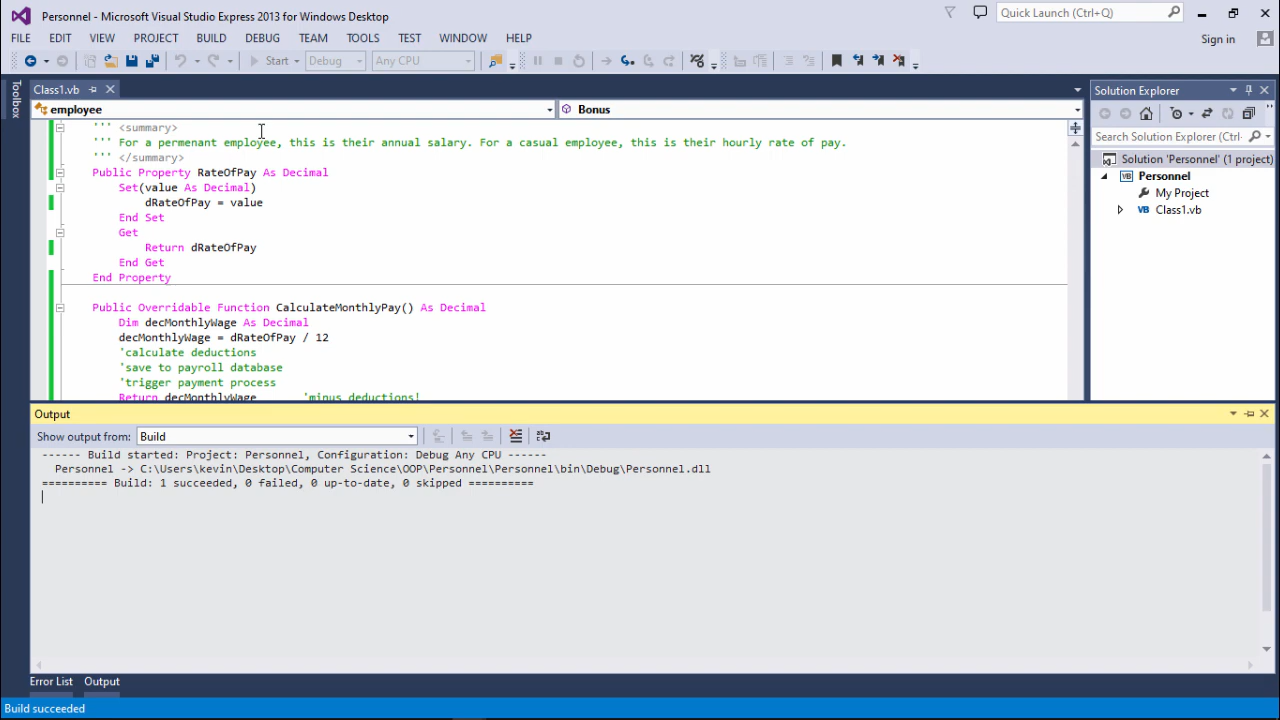 Personnel - Microsoft Visual Studio Express 2013 for Windows Desktop
Quick Launch (Ctrl+Q)
FILE EDIT VIEW PROJECT BUILD DEBUG TEAM TOOLS TEST WINDOW HELP
Sign in
Start Debug Any CPU
Toolbox
Class1.vb
employee
Bonus
''' <summary>
''' For a permenant employee, this is their annual salary. For a casual employee, this is their hourly rate of pay.
''' </summary>
Public Property RateOfPay As Decimal
Set(value As Decimal)
dRateOfPay = value
End Set
Get
Return dRateOfPay
End Get
End Property
Public Overridable Function CalculateMonthlyPay() As Decimal
Dim decMonthlyWage As Decimal
decMonthlyWage = dRateOfPay / 12
'calculate deductions
'save to payroll database
'trigger payment process
Return decMonthlyWage 'minus deductions!
Solution Explorer
Search Solution Explorer (Ctrl+
Solution 'Personnel' (1 project)
VB Personnel
My Project
VB Class1.vb
Output
Show output from: Build
------ Build started: Project: Personnel, Configuration: Debug Any CPU ------
Personnel -> C:\Users\kevin\Desktop\Computer Science\OOP\Personnel\Personnel\bin\Debug\Personnel.dll
========== Build: 1 succeeded, 0 failed, 0 up-to-date, 0 skipped ==========
Error List Output
Build succeeded